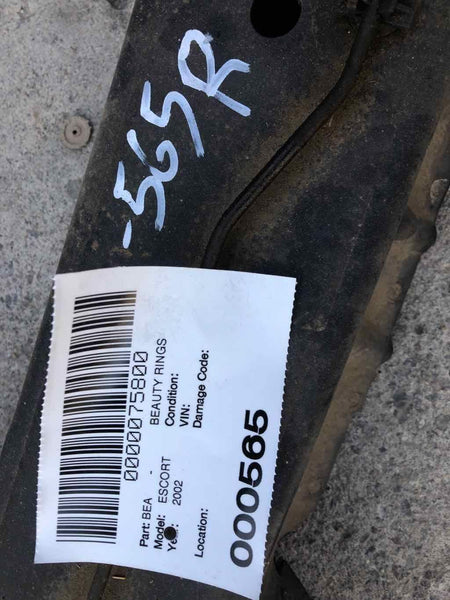 -565R
0000075800
Part: BEA - BEAUTY RINGS
Model: ESCORT Condition:
Year: 2002 VIN:
Damage Code:
Location:
000565